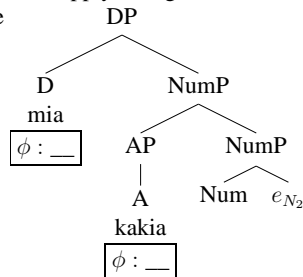 e DP
D NumP
mia
ϕ : __ AP NumP
A Num e_{N_2}
kakia
ϕ : __